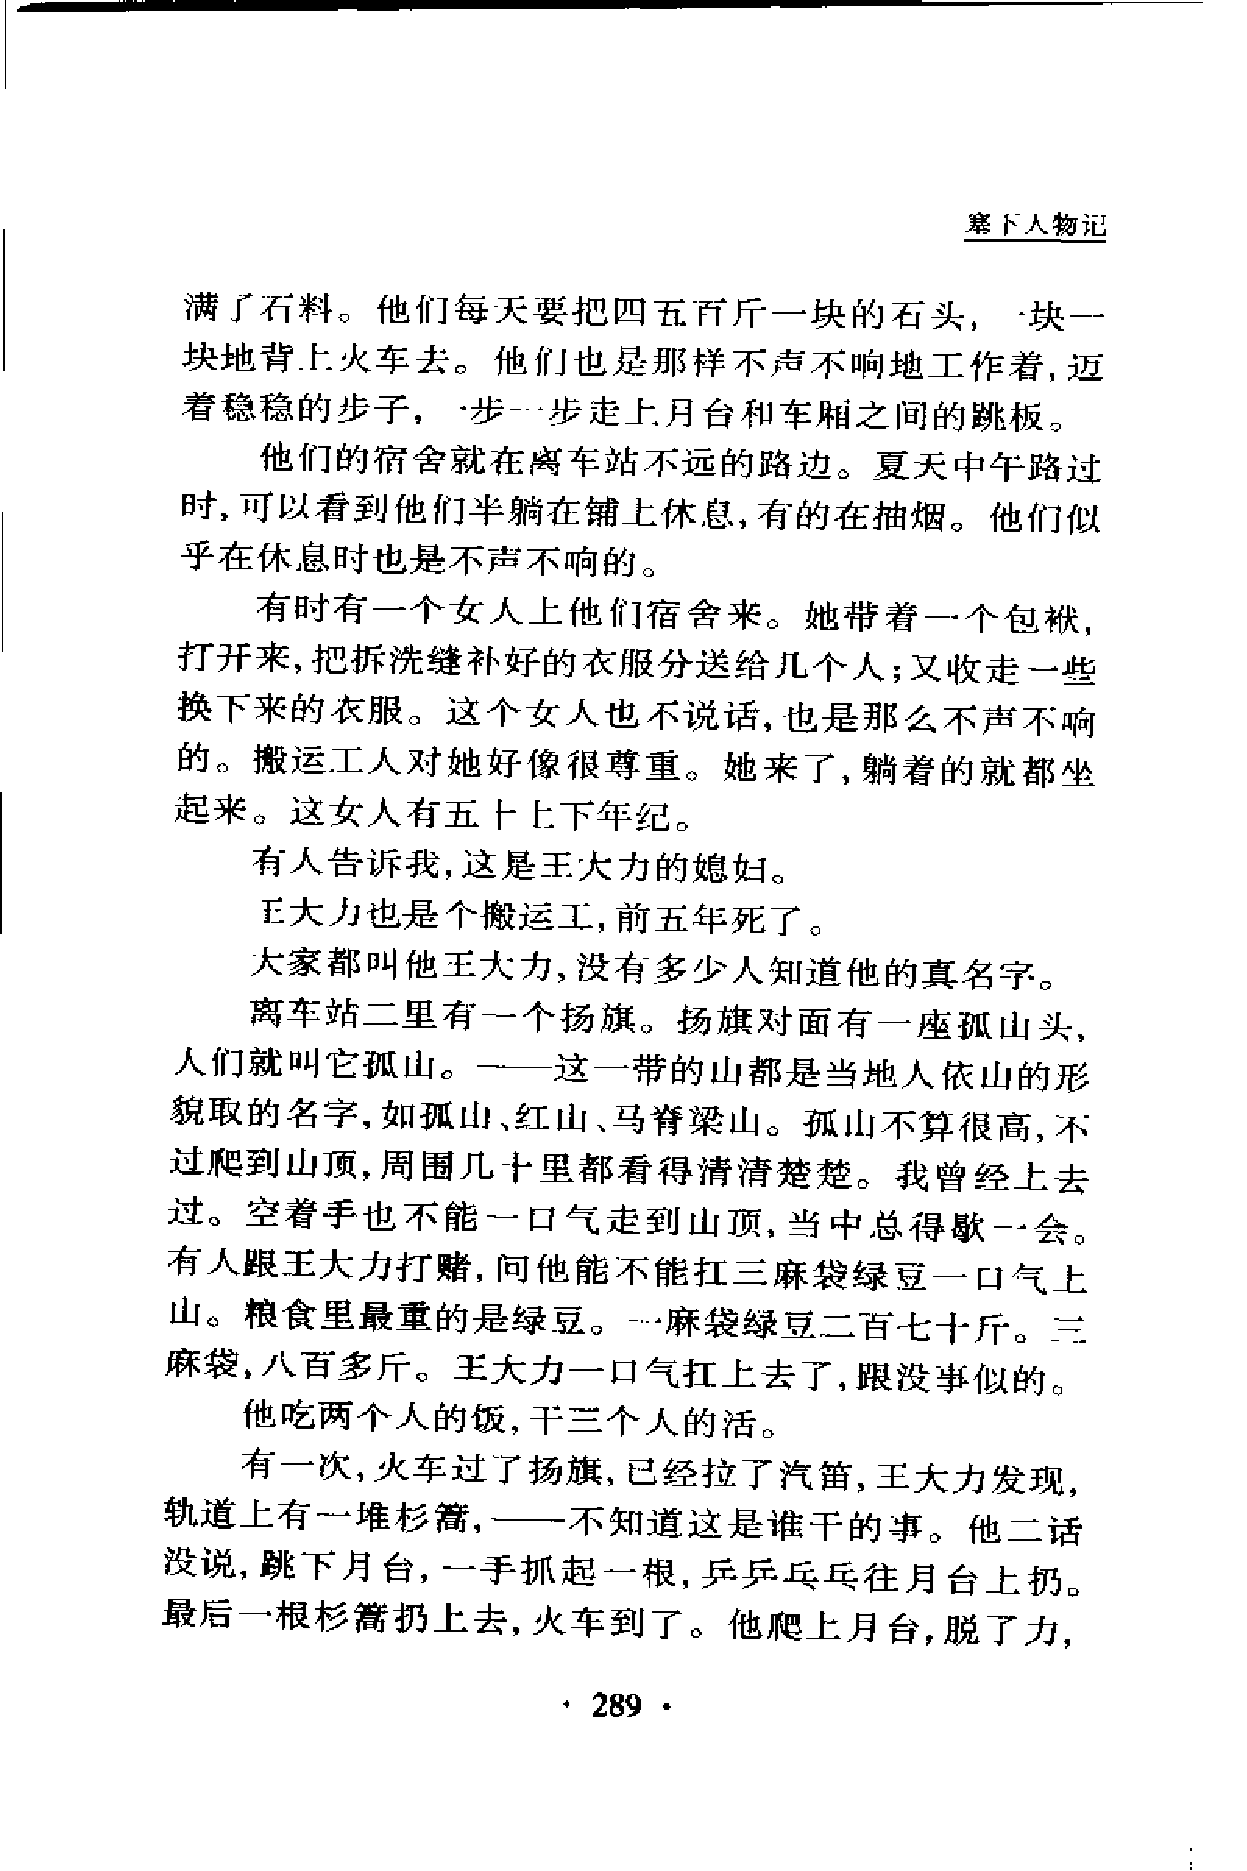 塞下人物记
满了石料。他们每天要把四五百斤一块的石头,一块一
块地背上火车去。他们也是那样不声不响地工作着,迈
着稳稳的步子,一步一步走上月台和车厢之间的跳板。
他们的宿舍就在离车站不远的路边。夏天中午路过
时,可以看到他们半躺在铺上休息,有的在抽烟。他们似
乎在休息时也是不声不响的。
有时有一个女人上他们宿舍来。她带着一个包袱,
打开来,把拆洗缝补好的衣服分送给几个人;又收走一些
换下来的衣服。这个女人也不说话,也是那么不声不响
的。搬运工人对她好像很尊重。她来了,躺着的就都坐
起来。这女人有五十上下年纪。
有人告诉我,这是王大力的媳妇。
王大力也是个搬运工,前五年死了。
大家都叫他王大力,没有多少人知道他的真名字。
离车站二里有一个扬旗。扬旗对面有一座孤山头,
人们就叫它孤山。——这一带的山都是当地人依山的形
貌取的名字,如孤山、红山、马脊梁山。孤山不算很高,不
过爬到山顶,周围几十里都看得清清楚楚。我曾经上去
过。空着手也不能一口气走到山顶,当中总得歇一会。
有人跟王大力打赌,问他能不能扛三麻袋绿豆一口气上
山。粮食里最重的是绿豆。一麻袋绿豆二百七十斤。三
麻袋,八百多斤。王大力一口气扛上去了,跟没事似的。
他吃两个人的饭,干三个人的活。
有一次,火车过了扬旗,已经拉了汽笛,王大力发现,
轨道上有一堆杉篙,——不知道这是谁干的事。他二话
没说,跳下月台,一手抓起一根,乒乒乓乓往月台上扔。
最后一根杉篙扔上去,火车到了。他爬上月台,脱了力,
· 289 ·